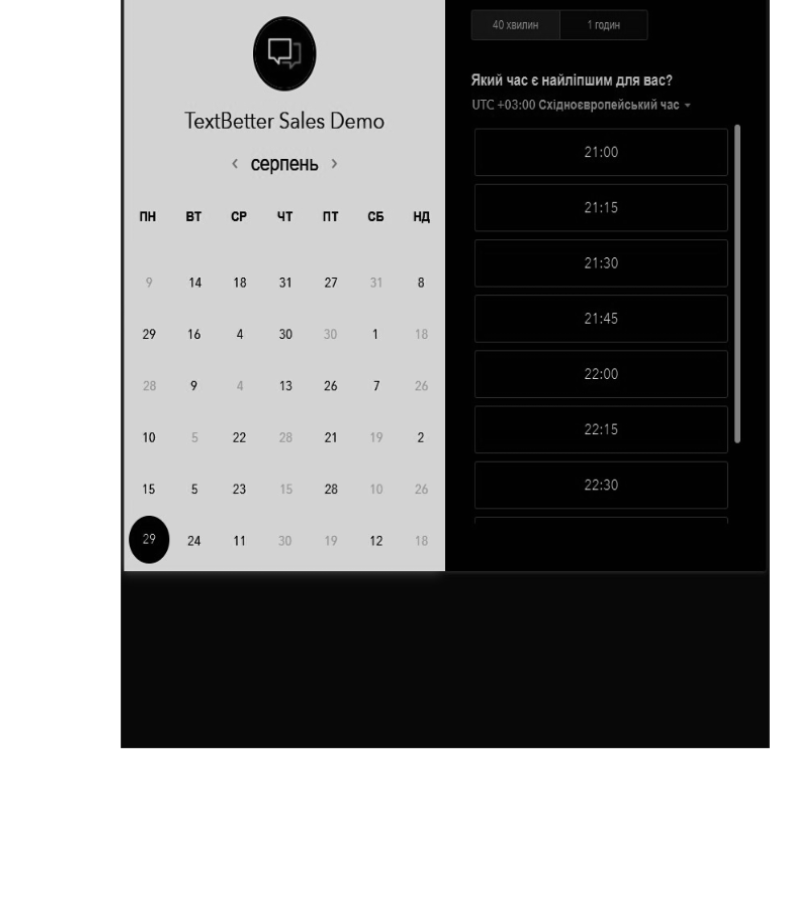 TextBetter Sales Demo
серпень
ПН ВТ СР ЧТ ПТ СБ НД
9 14 18 31 27 31 8
29 16 4 30 30 1 18
28 9 4 13 26 7 26
10 5 22 28 21 19 2
15 5 23 15 28 10 26
29 24 11 30 19 12 18
40 хвилин 1 годин
Який час є найліпшим для вас?
UTC +03:00 Східноєвропейський час
21:00
21:15
21:30
21:45
22:00
22:15
22:30